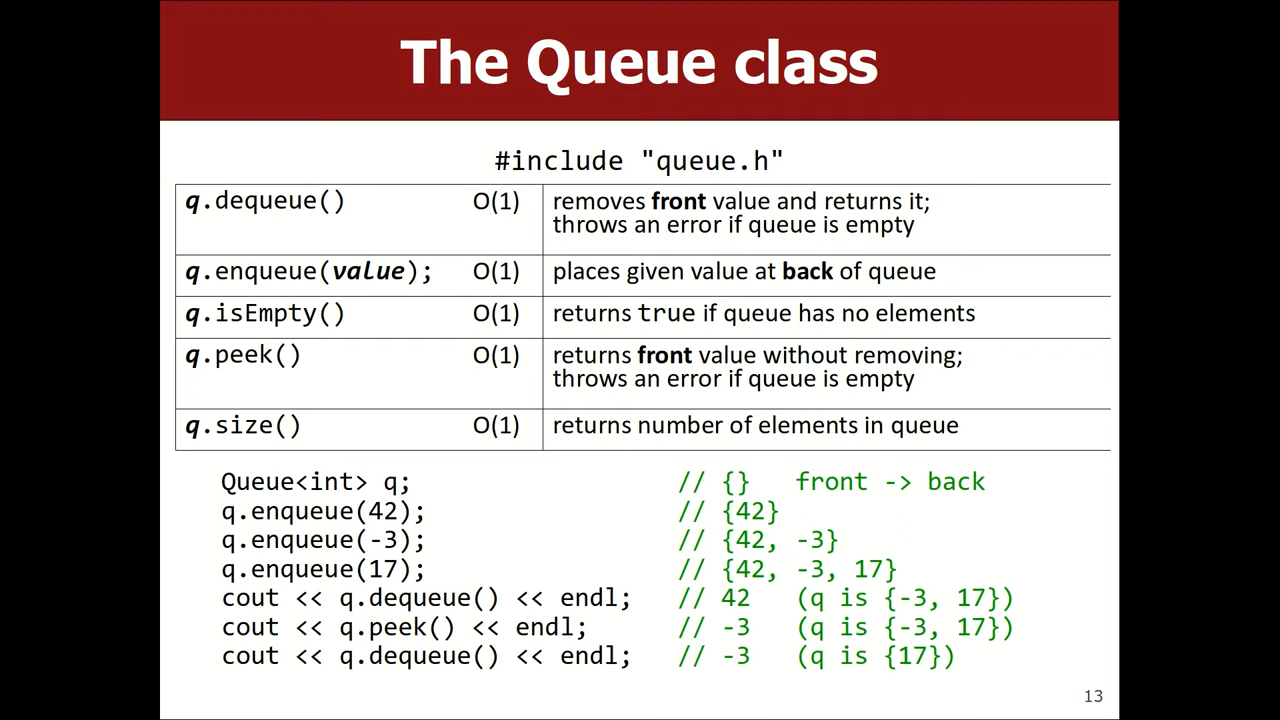 The Queue class
#include "queue.h"
q.dequeue() O(1) removes front value and returns it;
throws an error if queue is empty
q.enqueue(value); O(1) places given value at back of queue
q.isEmpty() O(1) returns true if queue has no elements
q.peek() O(1) returns front value without removing;
throws an error if queue is empty
q.size() O(1) returns number of elements in queue
Queue<int> q; // {} front -> back
q.enqueue(42); // {42}
q.enqueue(-3); // {42, -3}
q.enqueue(17); // {42, -3, 17}
cout << q.dequeue() << endl; // 42 (q is {-3, 17})
cout << q.peek() << endl; // -3 (q is {-3, 17})
cout << q.dequeue() << endl; // -3 (q is {17})
13